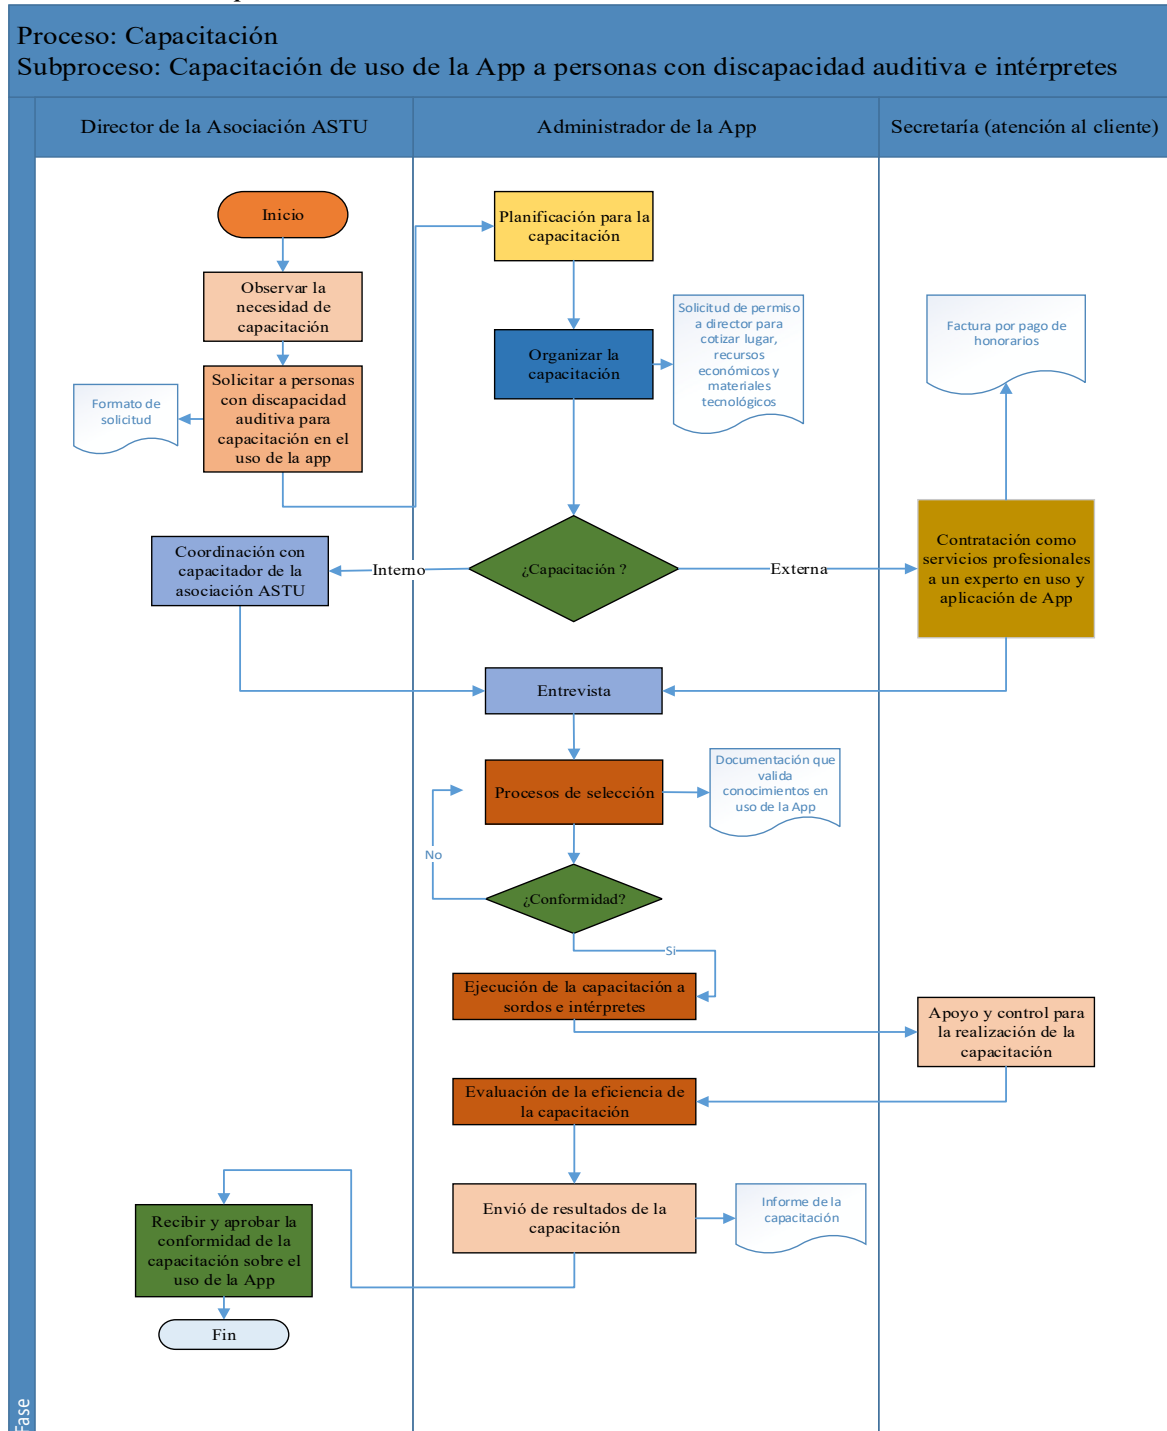 Proceso: Capacitación
Subproceso: Capacitación de uso de la App a personas con discapacidad auditiva e intérpretes
Director de la Asociación ASTU
Administrador de la App
Secretaría (atención al cliente)
Inicio
Observar la
necesidad de
capacitación
Solicitar a personas
con discapacidad
auditiva para
capacitación en el
uso de la app
Formato de
solicitud
Planificación para la
capacitación
Organizar la
capacitación
Solicitud de permiso
a director para
cotizar lugar,
recursos
económicos y
materiales
tecnológicos
Factura por pago de
honorarios
¿Capacitación ?
Interno
Externa
Coordinación con
capacitador de la
asociación ASTU
Contratación como
servicios profesionales
a un experto en uso y
aplicación de App
Entrevista
Procesos de selección
Documentación que
valida
conocimientos en
uso de la App
No
¿Conformidad?
Si
Ejecución de la capacitación a
sordos e intérpretes
Apoyo y control para
la realización de la
capacitación
Evaluación de la eficiencia de
la capacitación
Envió de resultados de la
capacitación
Informe de la
capacitación
Recibir y aprobar la
conformidad de la
capacitación sobre el
uso de la App
Fin
Fase